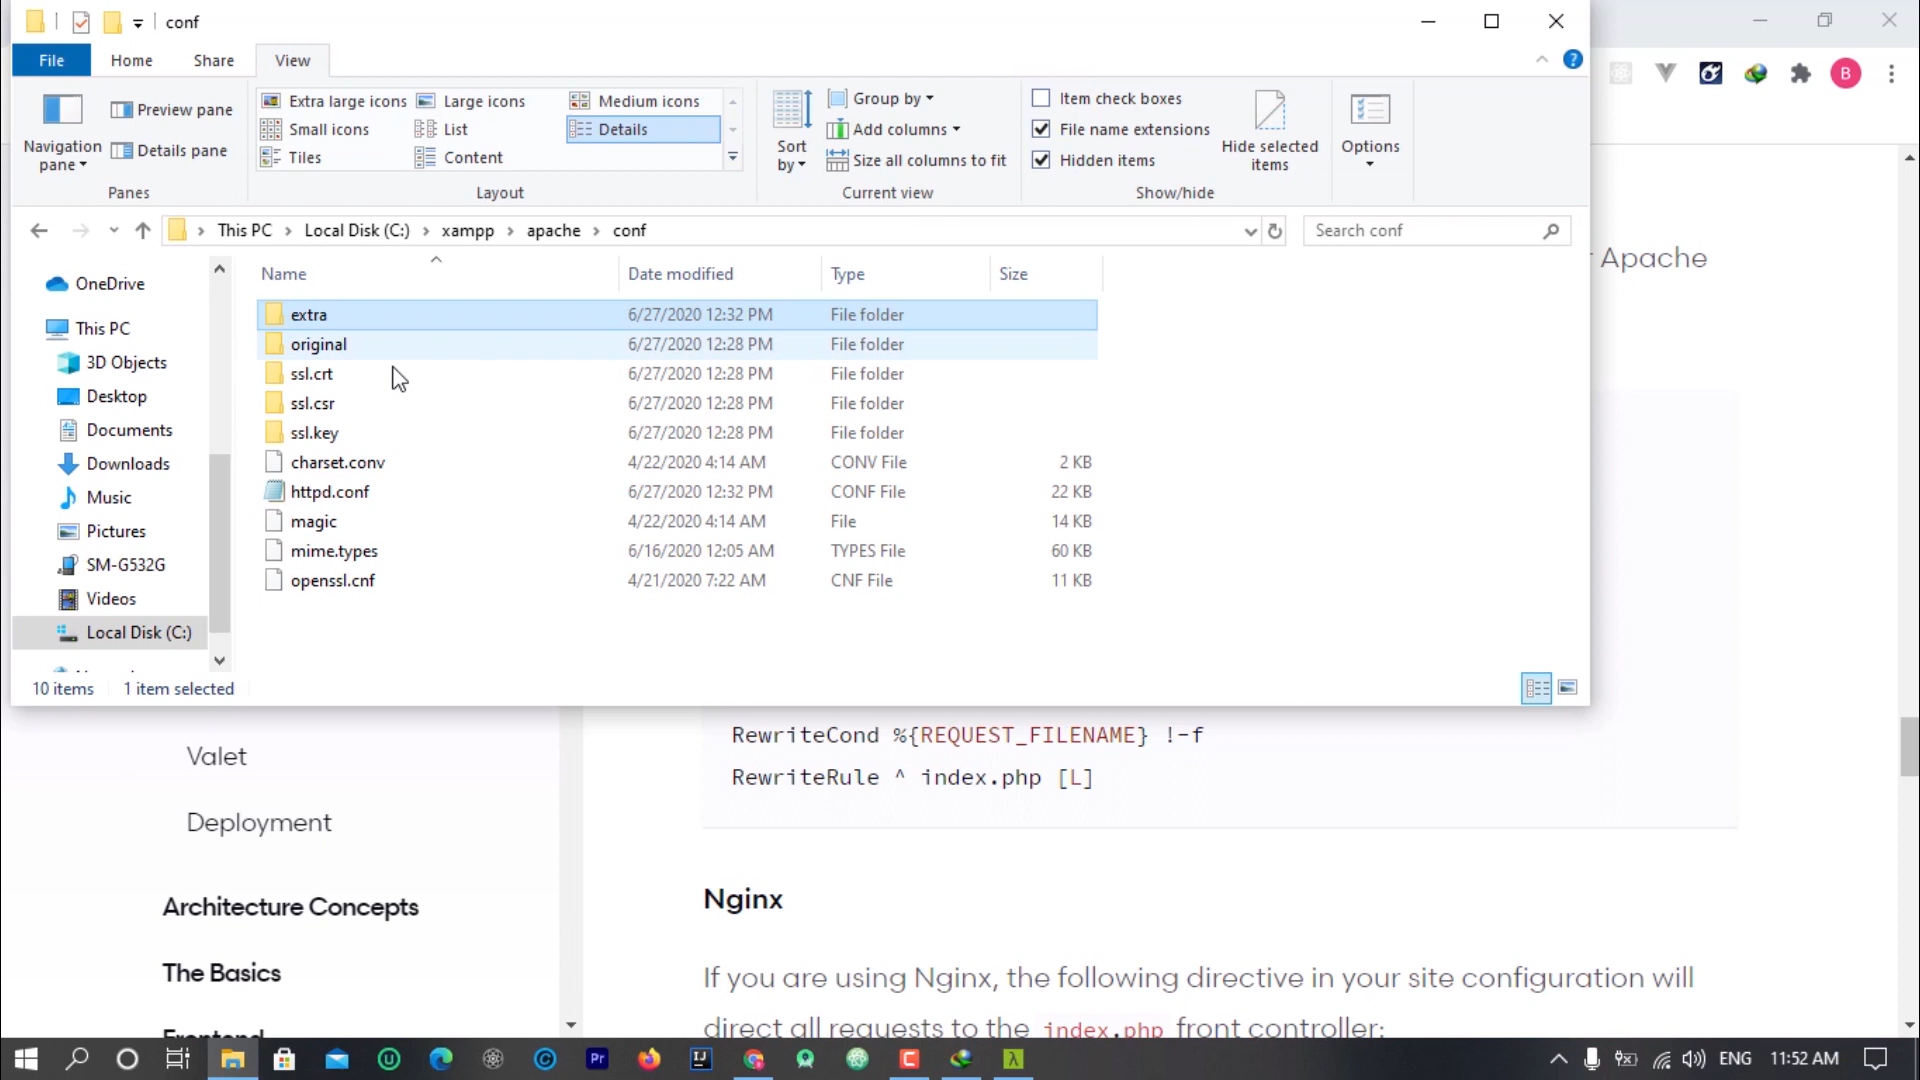 conf
File
Home
Share
View
Navigation pane
Preview pane
Details pane
Panes
Extra large icons
Large icons
Medium icons
Small icons
List
Details
Tiles
Content
Layout
Sort by
Group by
Add columns
Size all columns to fit
Current view
Item check boxes
File name extensions
Hidden items
Hide selected items
Show/hide
Options
B
This PC > Local Disk (C:) > xampp > apache > conf
Search conf
OneDrive
This PC
3D Objects
Desktop
Documents
Downloads
Music
Pictures
SM-G532G
Videos
Local Disk (C:)
Name Date modified Type Size
extra 6/27/2020 12:32 PM File folder
original 6/27/2020 12:28 PM File folder
ssl.crt 6/27/2020 12:28 PM File folder
ssl.csr 6/27/2020 12:28 PM File folder
ssl.key 6/27/2020 12:28 PM File folder
charset.conv 4/22/2020 4:14 AM CONV File 2 KB
httpd.conf 6/27/2020 12:32 PM CONF File 22 KB
magic 4/22/2020 4:14 AM File 14 KB
mime.types 6/16/2020 12:05 AM TYPES File 60 KB
openssl.cnf 4/21/2020 7:22 AM CNF File 11 KB
10 items 1 item selected
Apache
Valet
Deployment
Architecture Concepts
The Basics
Frontend
RewriteCond %{REQUEST_FILENAME} !-f
RewriteRule ^ index.php [L]
Nginx
If you are using Nginx, the following directive in your site configuration will
direct all requests to the index.php front controller:
ENG 11:52 AM